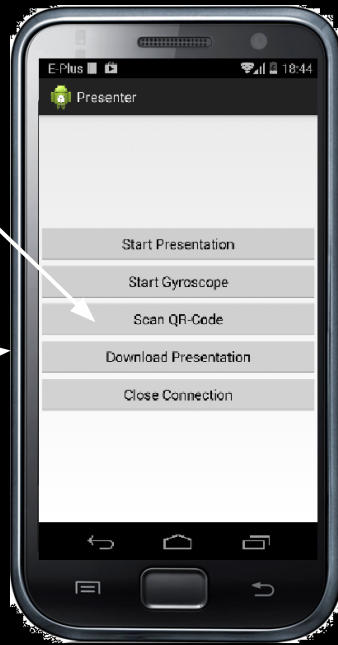 E-Plus 18:44
Presenter
Start Presentation
Start Gyroscope
Scan QR-Code
Download Presentation
Close Connection